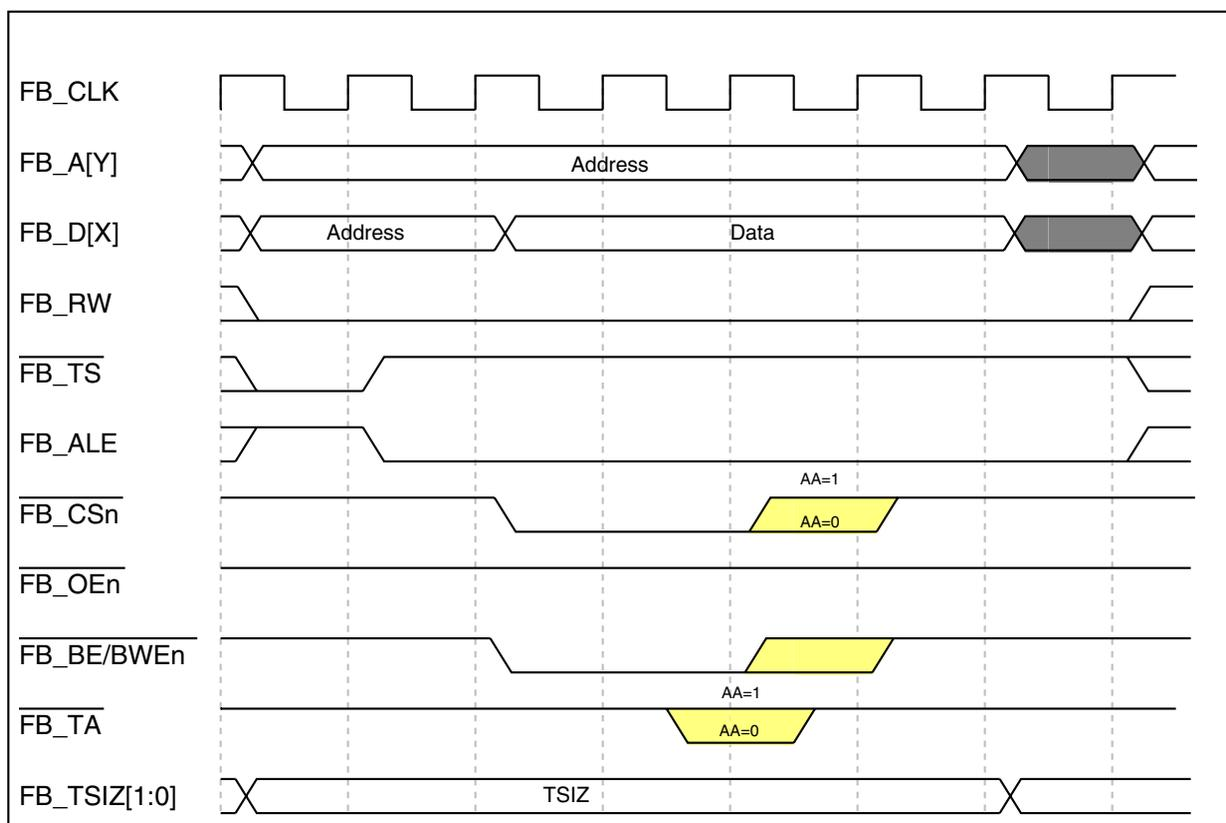 FB_CLK
FB_A[Y]
Address
FB_D[X]
Address
Data
FB_RW
FB_TS
FB_ALE
AA=1
FB_CSn
AA=0
FB_OEn
FB_BE/BWEn
AA=1
FB_TA
AA=0
FB_TSIZ[1:0]
TSIZ